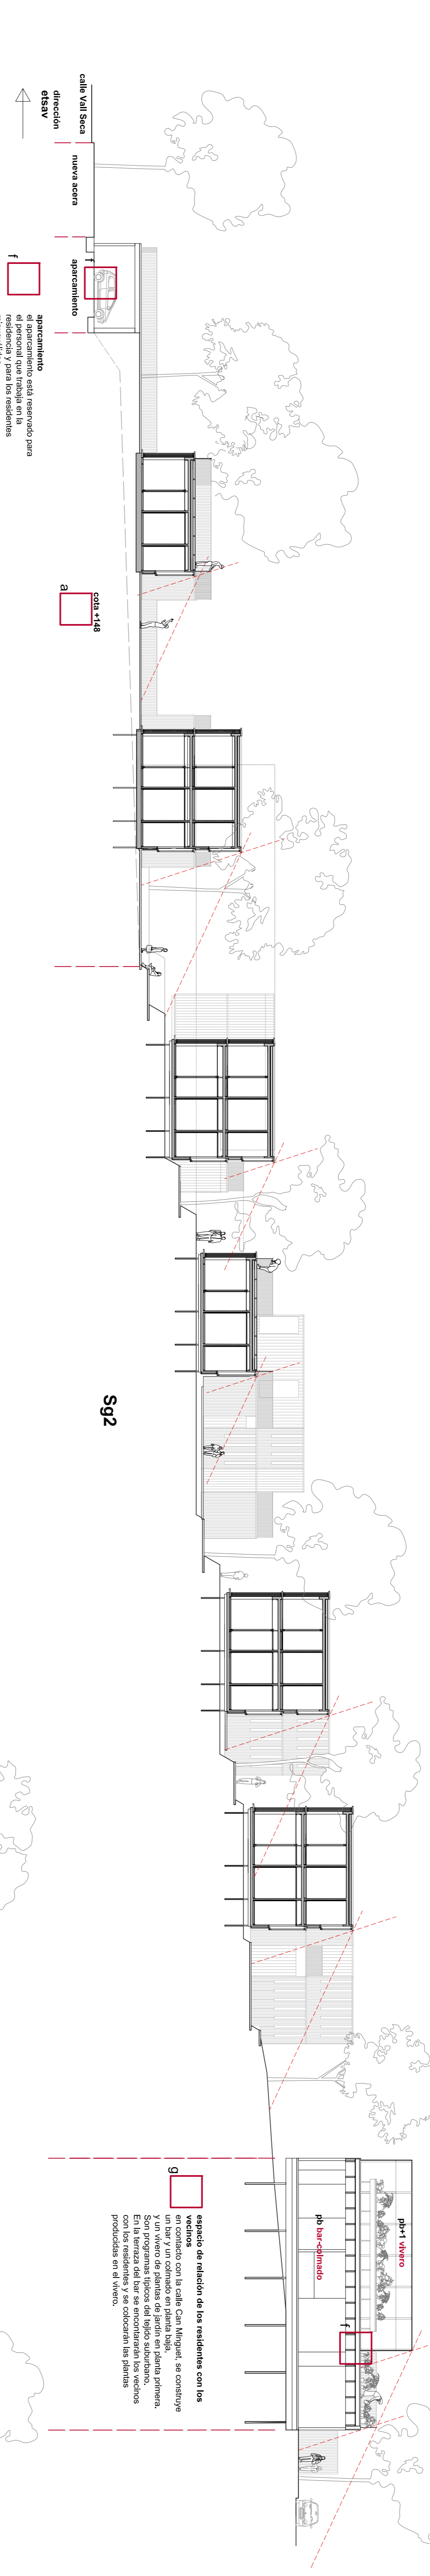 calle Vall Seca
dirección
etsav
nueva acera
f
aparcamiento
f
aparcamiento
el aparcamiento está reservado para
el personal que trabaja en la
residencia y para los residentes
a
cota +148
Sg2
g
espacio de relación de los residentes con los
vecinos
en contacto con la calle Can Minguet, se construye
un bar y un colmado en planta baja,
y un vivero de plantas de jardín en planta primera.
Son programas típicos del tejido suburbano.
En la terraza del bar se encontararán los vecinos
con los residentes y se colocarán las plantas
producidas en el vivero.
pb+1 vivero
pb bar-colmado
f